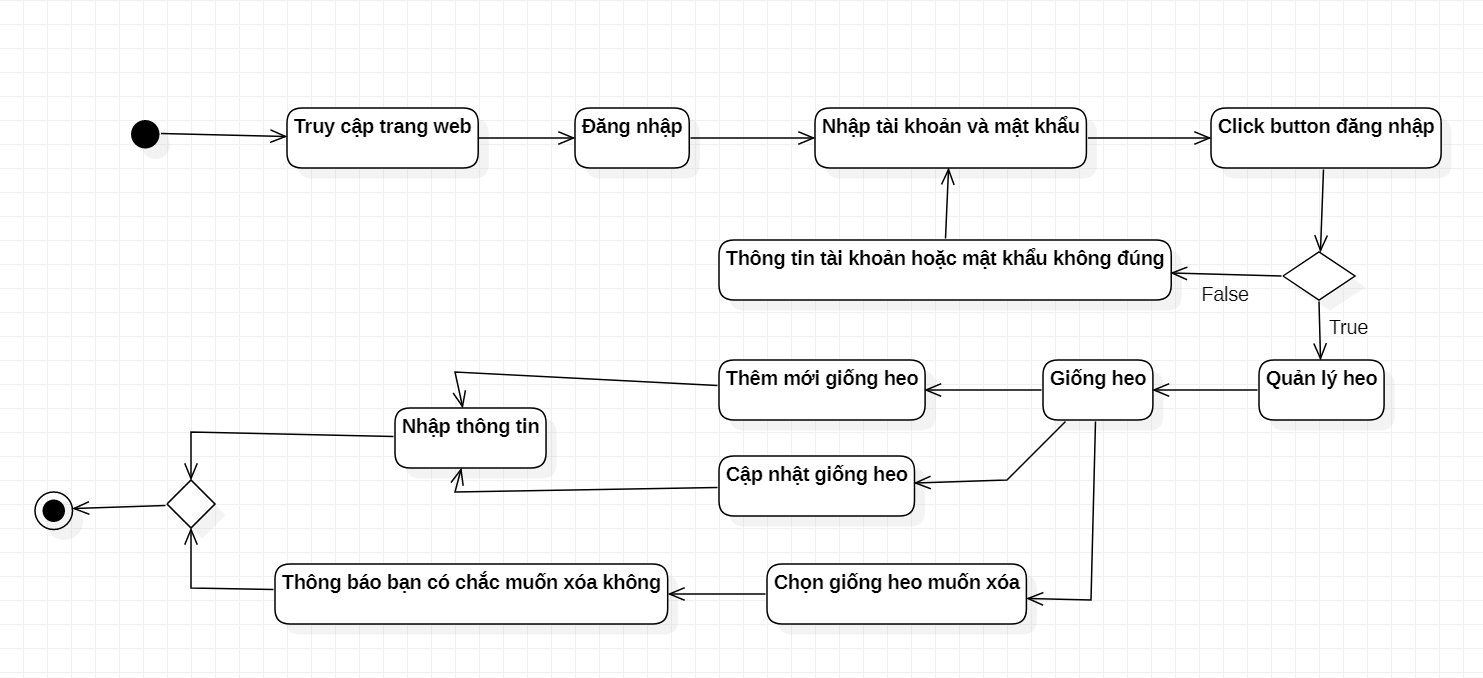 Truy cập trang web
Đăng nhập
Nhập tài khoản và mật khẩu
Click button đăng nhập
Thông tin tài khoản hoặc mật khẩu không đúng
False
True
Thêm mới giống heo
Giống heo
Quản lý heo
Nhập thông tin
Cập nhật giống heo
Thông báo bạn có chắc muốn xóa không
Chọn giống heo muốn xóa